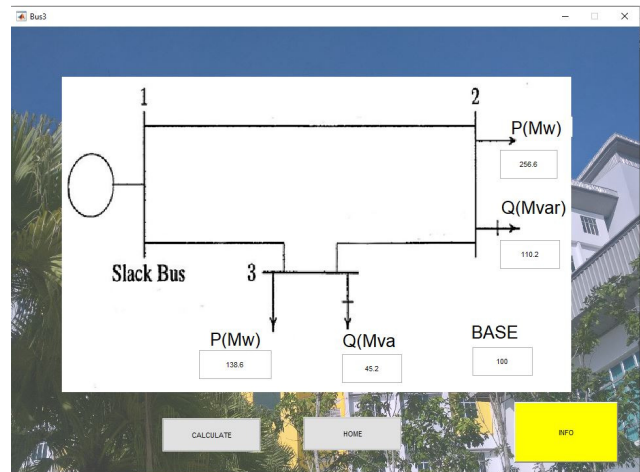 Bus3
1
2
P(Mw)
256.6
Q(Mvar)
110.2
Slack Bus
3
P(Mw)
138.6
Q(Mva
45.2
BASE
100
CALCULATE
HOME
INFO